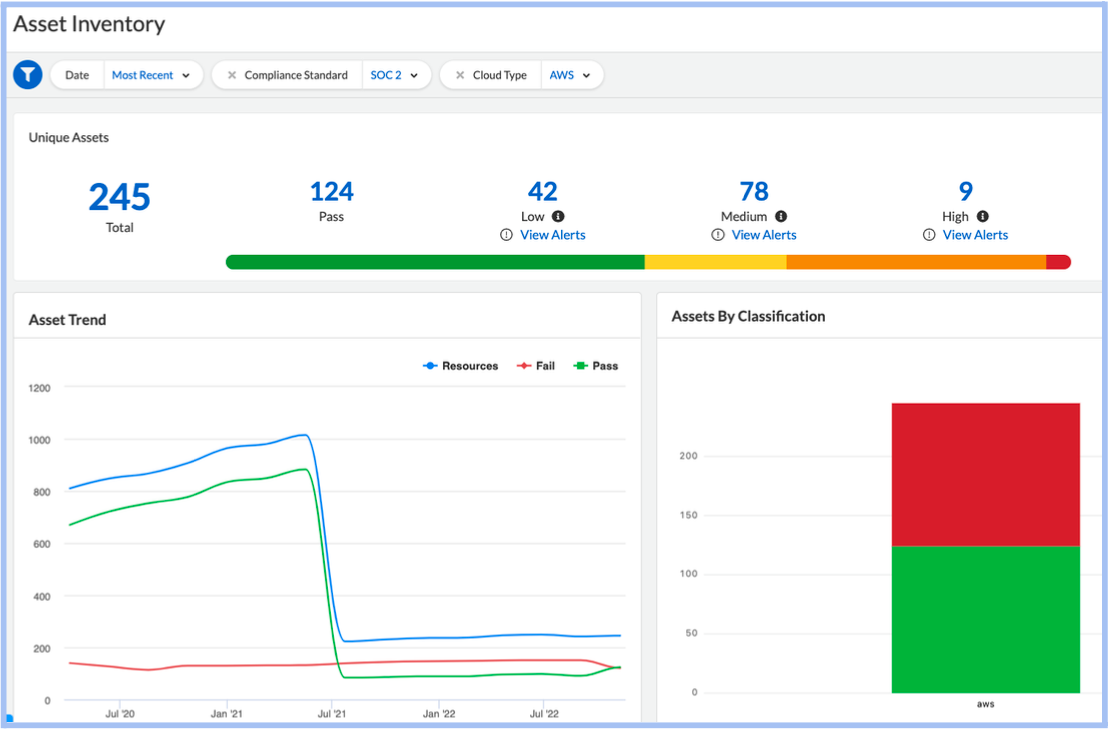 Asset Inventory
Date Most Recent Compliance Standard SOC 2 Cloud Type AWS
Unique Assets
245 124 42 78 9
Total Pass Low Medium High
View Alerts View Alerts View Alerts
Asset Trend
Resources Fail Pass
1200
1000
800
600
400
200
0
Jul '20 Jan '21 Jul '21 Jan '22 Jul '22
Assets By Classification
200
150
100
50
0
aws